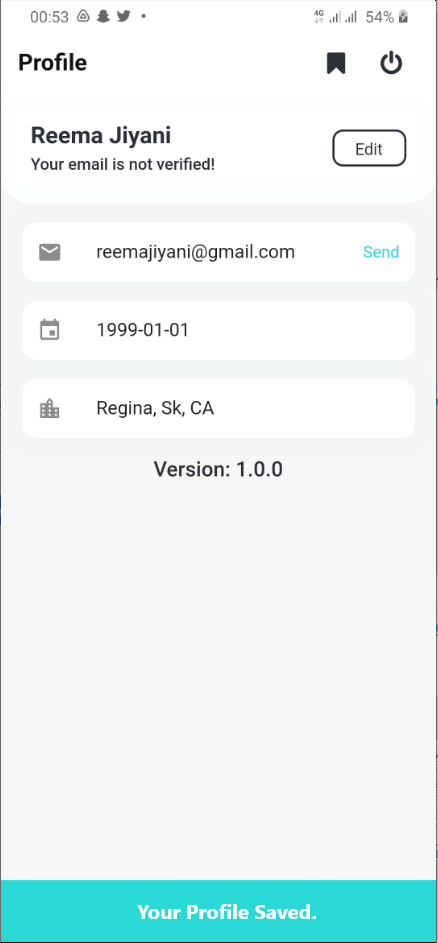 00:53 4G 54%
Profile
Reema Jiyani
Your email is not verified!
Edit
reemajiyani@gmail.com Send
1999-01-01
Regina, Sk, CA
Version: 1.0.0
Your Profile Saved.